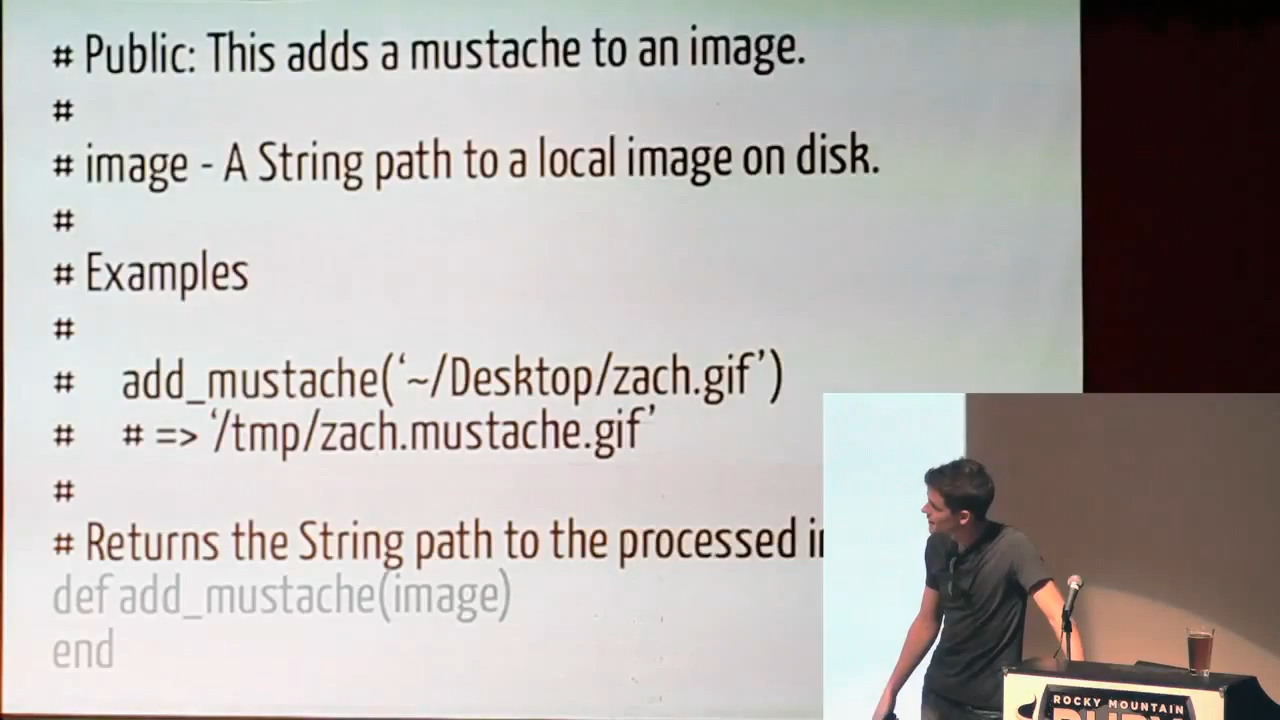 # Public: This adds a mustache to an image.
#
# image - A String path to a local image on disk.
#
# Examples
#
# add_mustache(‘~/Desktop/zach.gif’)
# # => ‘/tmp/zach.mustache.gif’
#
# Returns the String path to the processed
def add_mustache(image)
end
ROCKY MOUNTAIN